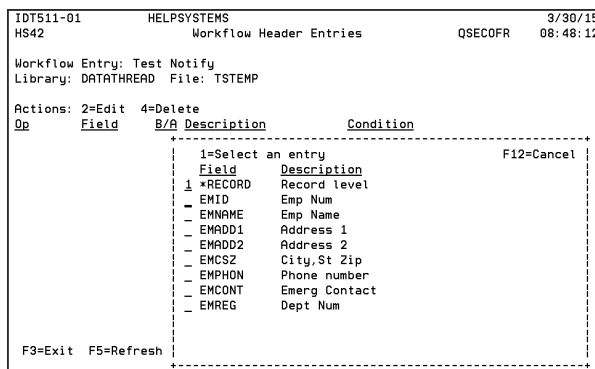 IDT511-01 HELPSYSTEMS 3/30/15
HS42 Workflow Header Entries QSECOFR 08:48:12
Workflow Entry: Test Notify
Library: DATATHREAD File: TSTEMP
Actions: 2=Edit 4=Delete
Op Field B/A Description Condition
1=Select an entry F12=Cancel
Field Description
1 *RECORD Record level
_ EMID Emp Num
_ EMNAME Emp Name
_ EMADD1 Address 1
_ EMADD2 Address 2
_ EMCSZ City,St Zip
_ EMPHON Phone number
_ EMCONT Emerg Contact
_ EMREG Dept Num
F3=Exit F5=Refresh